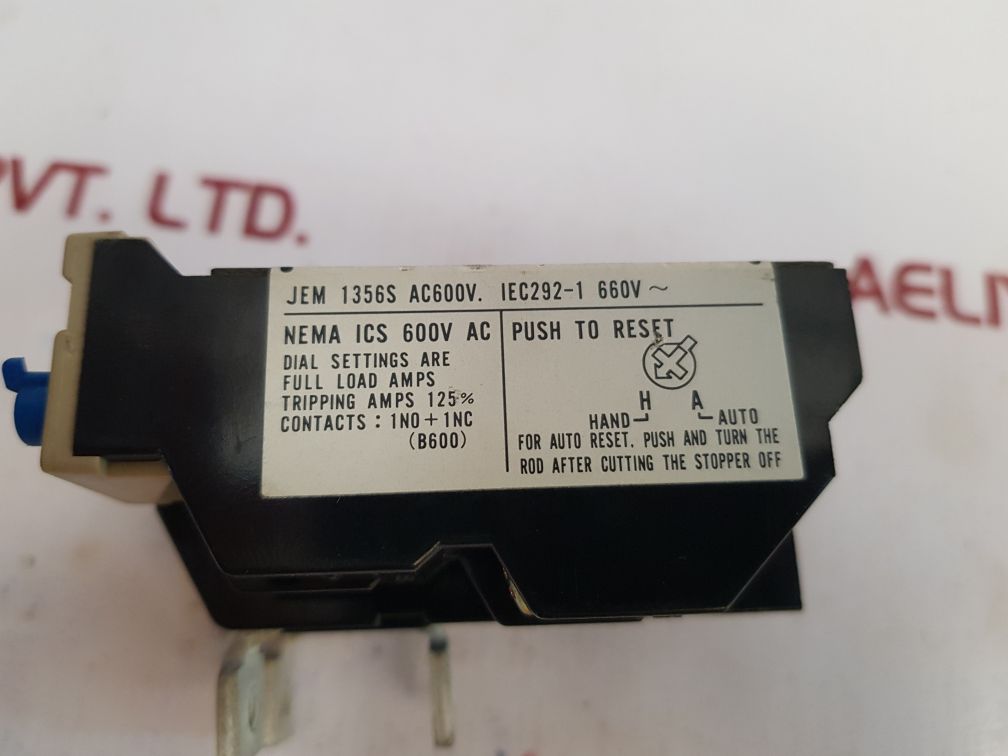 PVT. LTD.
AELI
JEM 1356S AC600V. IEC292-1 660V ~
NEMA ICS 600V AC
DIAL SETTINGS ARE
FULL LOAD AMPS
TRIPPING AMPS 125%
CONTACTS : 1NO + 1NC
(B600)
PUSH TO RESET
H A
HAND AUTO
FOR AUTO RESET, PUSH AND TURN THE
ROD AFTER CUTTING THE STOPPER OFF